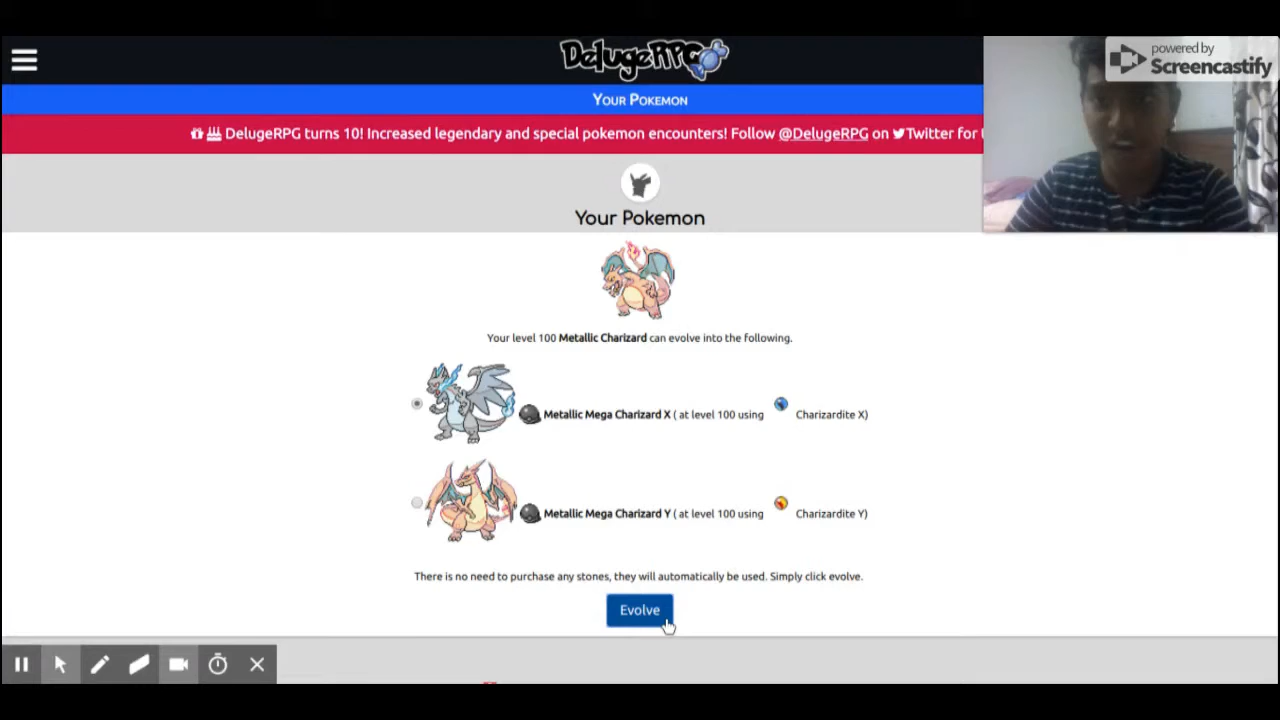 powered by
Screencastify
DelugeRPG
Your Pokemon
DelugeRPG turns 10! Increased legendary and special pokemon encounters! Follow @DelugeRPG on Twitter for
Your Pokemon
Your level 100 Metallic Charizard can evolve into the following.
Metallic Mega Charizard X ( at level 100 using Charizardite X)
Metallic Mega Charizard Y ( at level 100 using Charizardite Y)
There is no need to purchase any stones, they will automatically be used. Simply click evolve.
Evolve